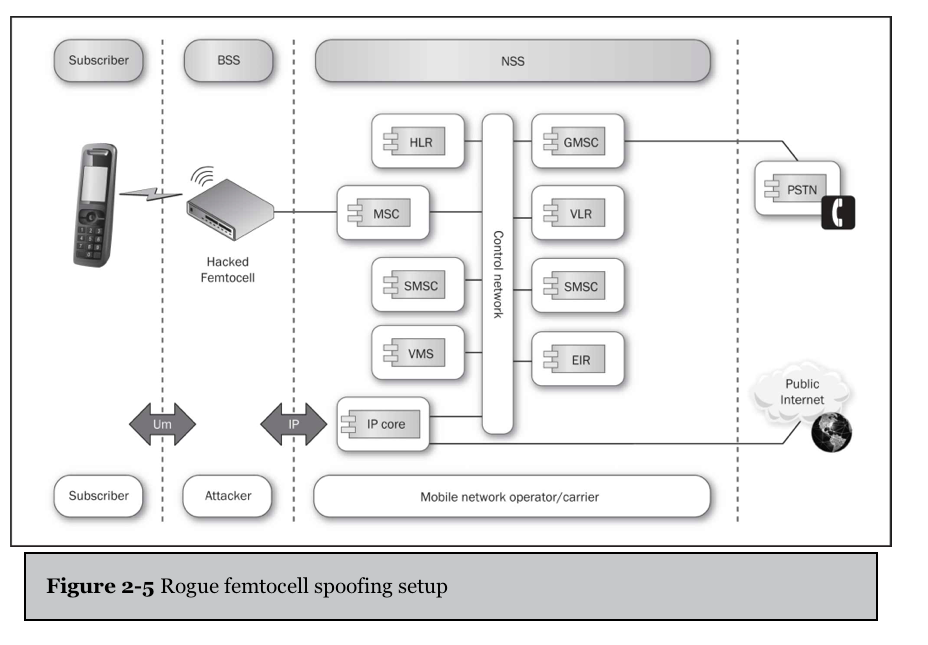 Subscriber
BSS
NSS
HLR
GMSC
PSTN
MSC
VLR
Hacked
Femtocell
Control network
SMSC
SMSC
VMS
EIR
Public
Internet
Um
IP
IP core
Subscriber
Attacker
Mobile network operator/carrier
Figure 2-5 Rogue femtocell spoofing setup